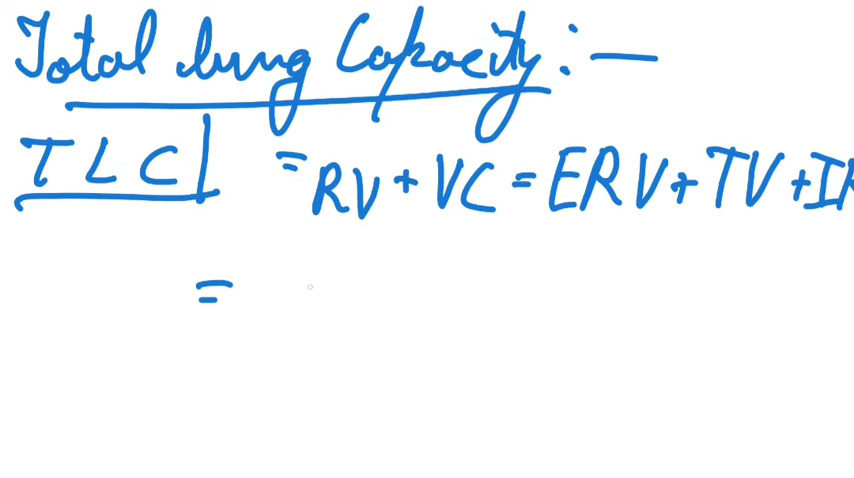 Total lung Capacity : —
TLC = RV + VC = ERV + TV + IR
=